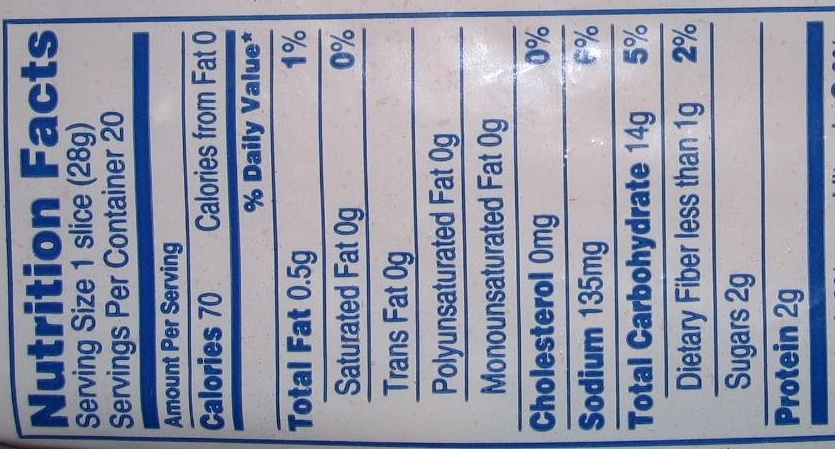 Nutrition Facts
Serving Size 1 slice (28g)
Servings Per Container 20
Amount Per Serving
Calories 70 Calories from Fat 0
% Daily Value*
Total Fat 0.5g 1%
Saturated Fat 0g 0%
Trans Fat 0g
Polyunsaturated Fat 0g
Monounsaturated Fat 0g
Cholesterol 0mg 0%
Sodium 135mg 6%
Total Carbohydrate 14g 5%
Dietary Fiber less than 1g 2%
Sugars 2g
Protein 2g